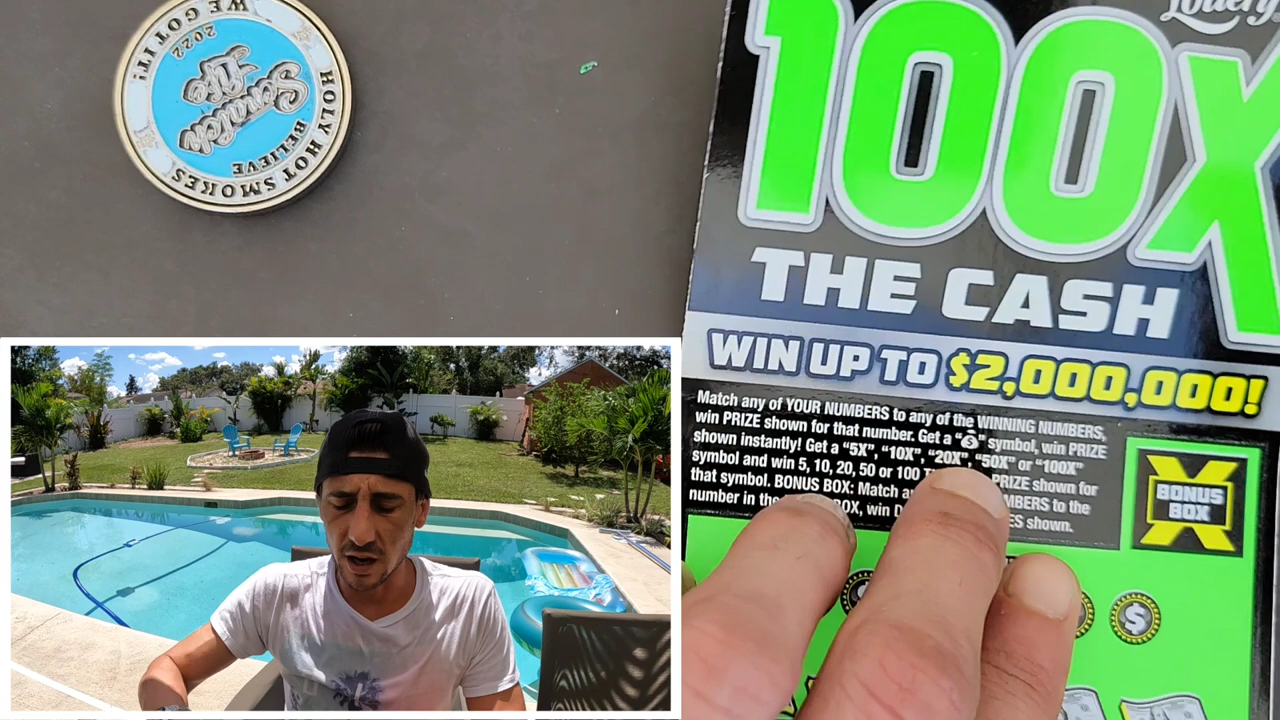 HOLY HOT SMOKES
BELIEVE
Scratch
Life
2022
WE GOT IT!
Lottery
100X
THE CASH
WIN UP TO $2,000,000!
Match any of YOUR NUMBERS to any of the WINNING NUMBERS,
win PRIZE shown for that number. Get a "$" symbol, win PRIZE
shown instantly! Get a "5X", "10X", "20X", "50X" or "100X"
symbol and win 5, 10, 20, 50 or 100 PRIZE shown for
that symbol. BONUS BOX: Match
number in the BOX, win shown.
BONUS
BOX
$